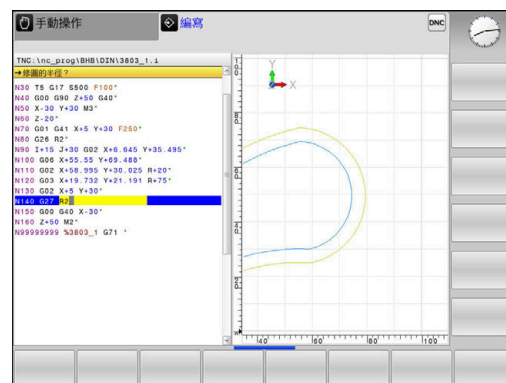 手動操作
編寫
DNC
TNC:\nc_prog\BHB\DIN\3803_1.i
→修圓的半徑?
N30 T5 G17 S500 F100*
N40 G00 G90 Z+50 G40*
N50 X-30 Y+30 M3*
N60 Z-20*
N70 G01 G41 X+5 Y+30 F250*
N80 G26 R2*
N90 I+15 J+30 G02 X+6.645 Y+35.495*
N100 G06 X+55.55 Y+69.488*
N110 G02 X+58.995 Y+30.025 R+20*
N120 G03 X+19.732 Y+21.191 R+75*
N130 G02 X+5 Y+30*
N140 G27 R2
N150 G00 G40 X-30*
N160 Z+50 M2*
N99999999 %3803_1 G71 *
Y
X
40
60
80
100